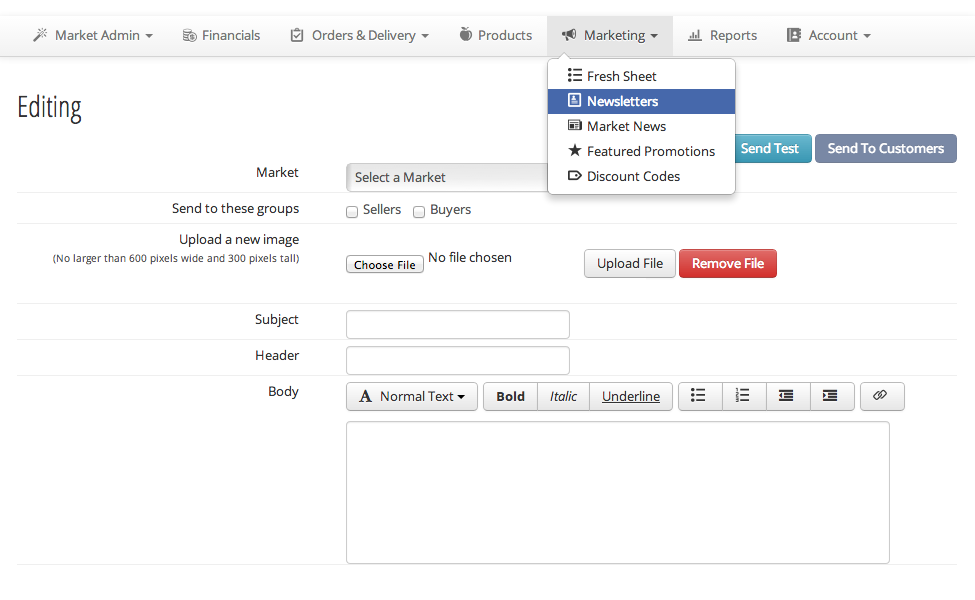 Market Admin Financials Orders & Delivery Products Marketing Reports Account
Fresh Sheet
Newsletters
Market News
Featured Promotions
Discount Codes
Editing
Send Test Send To Customers
Market Select a Market
Send to these groups Sellers Buyers
Upload a new image
(No larger than 600 pixels wide and 300 pixels tall)
Choose File No file chosen Upload File Remove File
Subject
Header
Body A Normal Text Bold Italic Underline